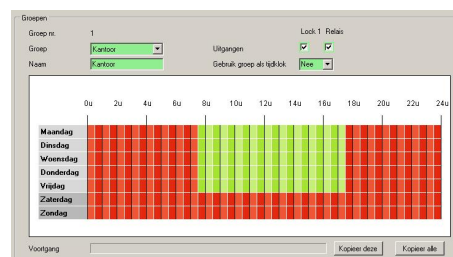 Groepen
Groep nr. 1 Lock 1 Relais
Groep Kantoor Uitgangen
Naam Kantoor Gebruik groep als tijdklok Nee
0u 2u 4u 6u 8u 10u 12u 14u 16u 18u 20u 22u 24u
Maandag
Dinsdag
Woensdag
Donderdag
Vrijdag
Zaterdag
Zondag
Voortgang Kopieer deze Kopieer alle